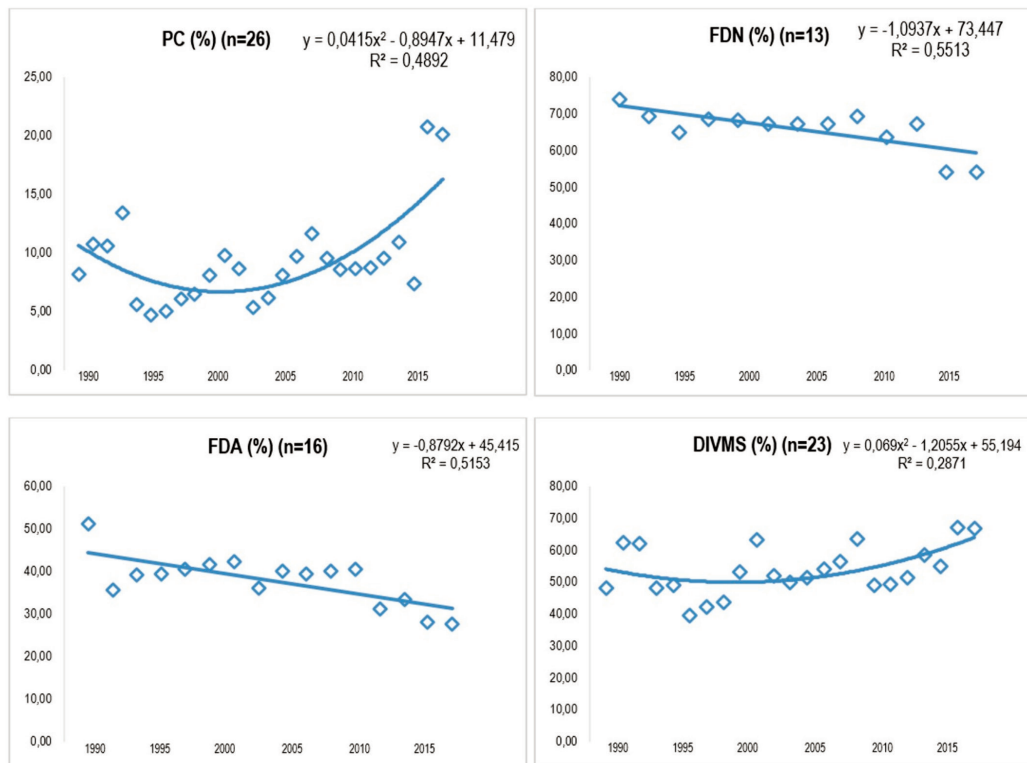 PC (%) (n=26)
y = 0,0415x² - 0,8947x + 11,479
R² = 0,4892
25,00
20,00
15,00
10,00
5,00
0,00
1990 1995 2000 2005 2010 2015
FDN (%) (n=13)
y = -1,0937x + 73,447
R² = 0,5513
80,00
70,00
60,00
50,00
40,00
30,00
20,00
10,00
0,00
1990 1995 2000 2005 2010 2015
FDA (%) (n=16)
y = -0,8792x + 45,415
R² = 0,5153
60,00
50,00
40,00
30,00
20,00
10,00
0,00
1990 1995 2000 2005 2010 2015
DIVMS (%) (n=23)
y = 0,069x² - 1,2055x + 55,194
R² = 0,2871
80,00
70,00
60,00
50,00
40,00
30,00
20,00
10,00
0,00
1990 1995 2000 2005 2010 2015